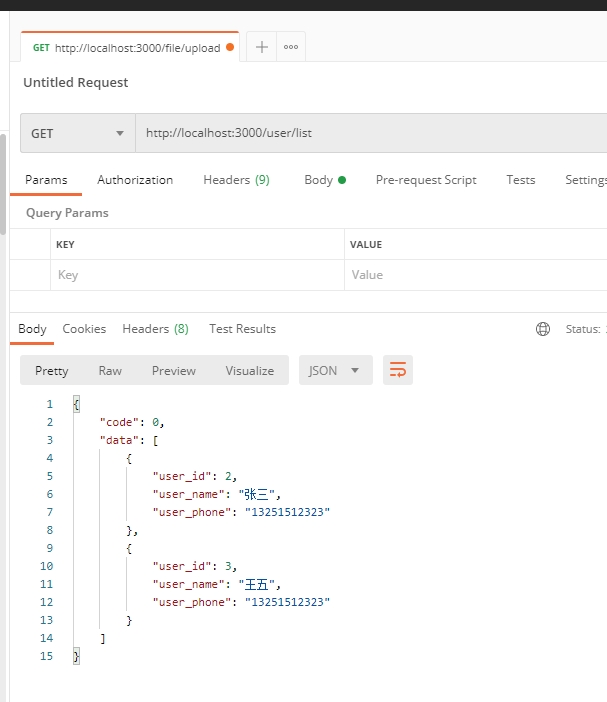 GET http://localhost:3000/file/upload
Untitled Request
GET http://localhost:3000/user/list
Params Authorization Headers (9) Body Pre-request Script Tests Settings
Query Params
KEY VALUE
Key Value
Body Cookies Headers (8) Test Results Status:
Pretty Raw Preview Visualize JSON
1 {
2 "code": 0,
3 "data": [
4 {
5 "user_id": 2,
6 "user_name": "张三",
7 "user_phone": "13251512323"
8 },
9 {
10 "user_id": 3,
11 "user_name": "王五",
12 "user_phone": "13251512323"
13 }
14 ]
15 }